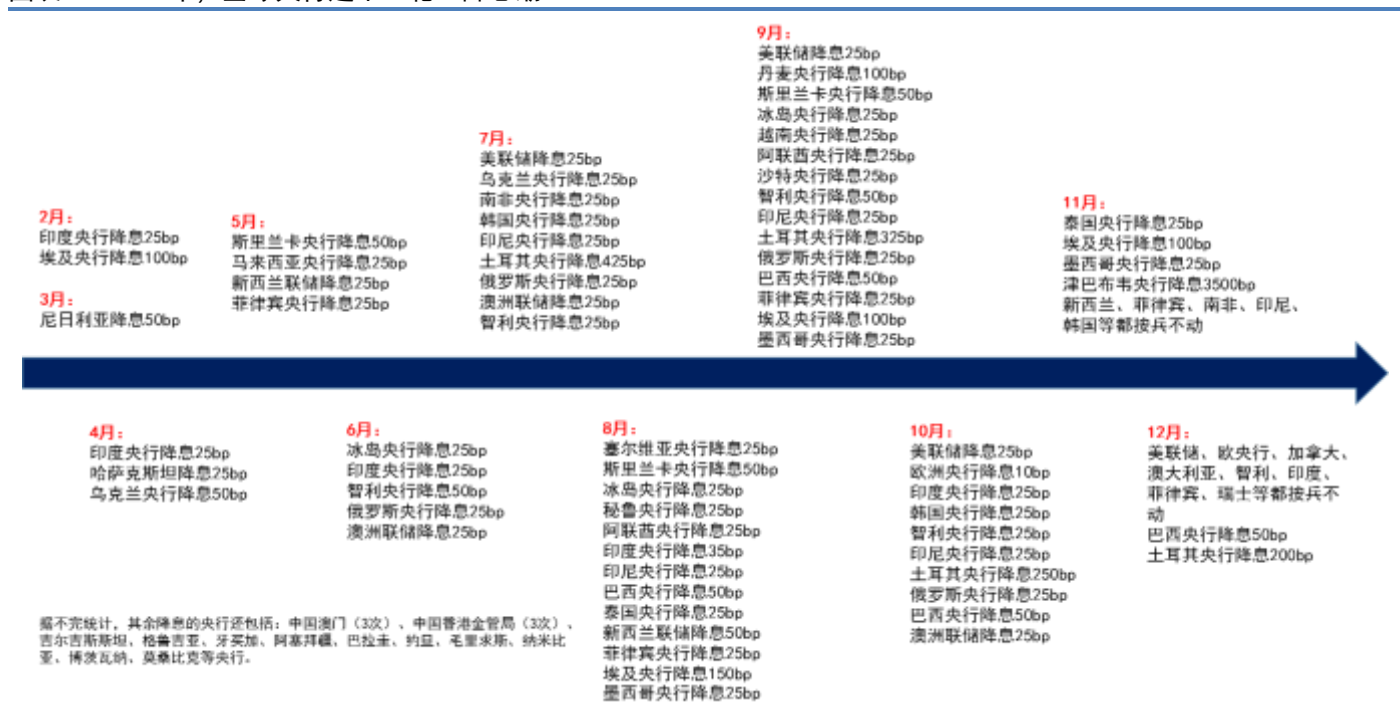 2月：
印度央行降息25bp
埃及央行降息100bp
3月：
尼日利亚降息50bp
5月：
斯里兰卡央行降息50bp
马来西亚央行降息25bp
新西兰联储降息25bp
菲律宾央行降息25bp
7月：
美联储降息25bp
乌克兰央行降息25bp
南非央行降息25bp
韩国央行降息25bp
印尼央行降息25bp
土耳其央行降息425bp
俄罗斯央行降息25bp
澳洲联储降息25bp
智利央行降息25bp
9月：
美联储降息25bp
丹麦央行降息100bp
斯里兰卡央行降息50bp
冰岛央行降息25bp
越南央行降息25bp
阿联酋央行降息25bp
沙特央行降息25bp
智利央行降息50bp
印尼央行降息25bp
土耳其央行降息325bp
俄罗斯央行降息25bp
巴西央行降息50bp
菲律宾央行降息25bp
埃及央行降息100bp
墨西哥央行降息25bp
11月：
泰国央行降息25bp
埃及央行降息100bp
墨西哥央行降息25bp
津巴布韦央行降息3500bp
新西兰、菲律宾、南非、印尼、
韩国等都按兵不动
4月：
印度央行降息25bp
哈萨克斯坦降息25bp
乌克兰央行降息50bp
6月：
冰岛央行降息25bp
印度央行降息25bp
智利央行降息50bp
俄罗斯央行降息25bp
澳洲联储降息25bp
8月：
塞尔维亚央行降息25bp
斯里兰卡央行降息50bp
冰岛央行降息25bp
秘鲁央行降息25bp
阿联酋央行降息25bp
印度央行降息35bp
印尼央行降息25bp
巴西央行降息50bp
泰国央行降息25bp
新西兰联储降息50bp
菲律宾央行降息25bp
埃及央行降息150bp
墨西哥央行降息25bp
10月：
美联储降息25bp
欧洲央行降息10bp
印度央行降息25bp
韩国央行降息25bp
智利央行降息25bp
印尼央行降息25bp
土耳其央行降息250bp
俄罗斯央行降息25bp
巴西央行降息50bp
澳洲联储降息25bp
12月：
美联储、欧央行、加拿大、
澳大利亚、智利、印度、
菲律宾、瑞士等都按兵不
动
巴西央行降息50bp
土耳其央行降息200bp
据不完统计，其余降息的央行还包括：中国澳门（3次）、中国香港金管局（3次）、
吉尔吉斯斯坦、格鲁吉亚、牙买加、阿塞拜疆、巴拉圭、约旦、毛里求斯、纳米比
亚、博茨瓦纳、莫桑比克等央行。